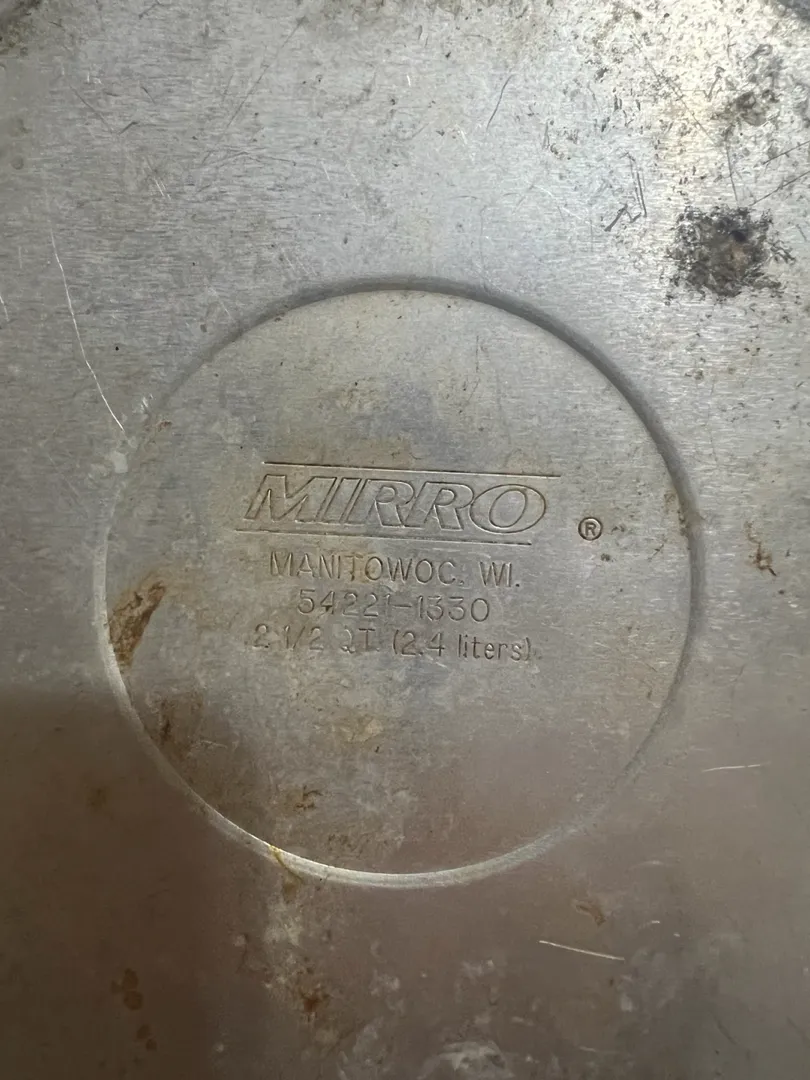 MIRRO ®
MANITOWOC, WI.
54221-1330
2 1/2 QT. (2.4 liters)